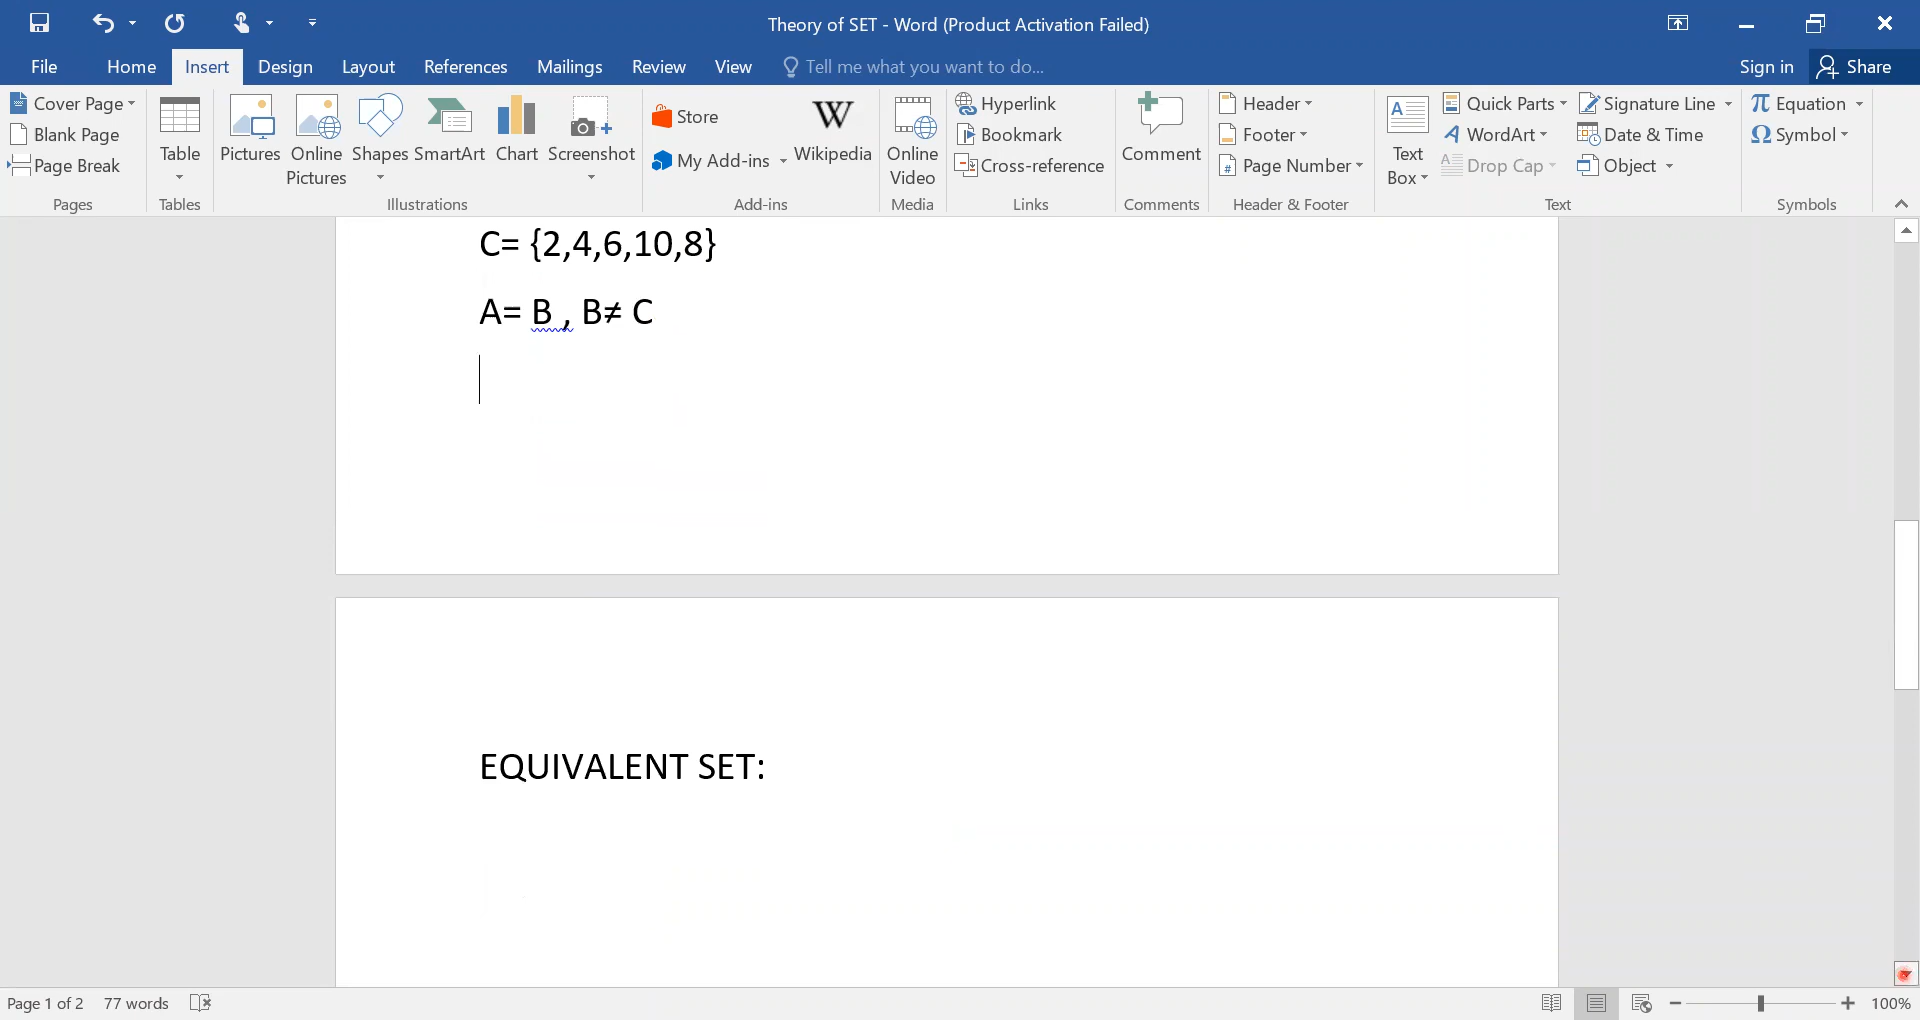 Theory of SET - Word (Product Activation Failed)
File Home Insert Design Layout References Mailings Review View Tell me what you want to do... Sign in Share
Cover Page
Blank Page
Page Break
Pages
Table
Tables
Pictures
Online Pictures
Shapes
SmartArt
Chart
Screenshot
Illustrations
Store
My Add-ins
W
Wikipedia
Add-ins
Online Video
Media
Hyperlink
Bookmark
Cross-reference
Links
Comment
Comments
Header
Footer
# Page Number
Header & Footer
A
Text Box
Quick Parts
A WordArt
A Drop Cap
Signature Line
Date & Time
Object
Text
π Equation
Ω Symbol
Symbols
C= {2,4,6,10,8}
A= B , B≠ C
EQUIVALENT SET:
Page 1 of 2 77 words 100%